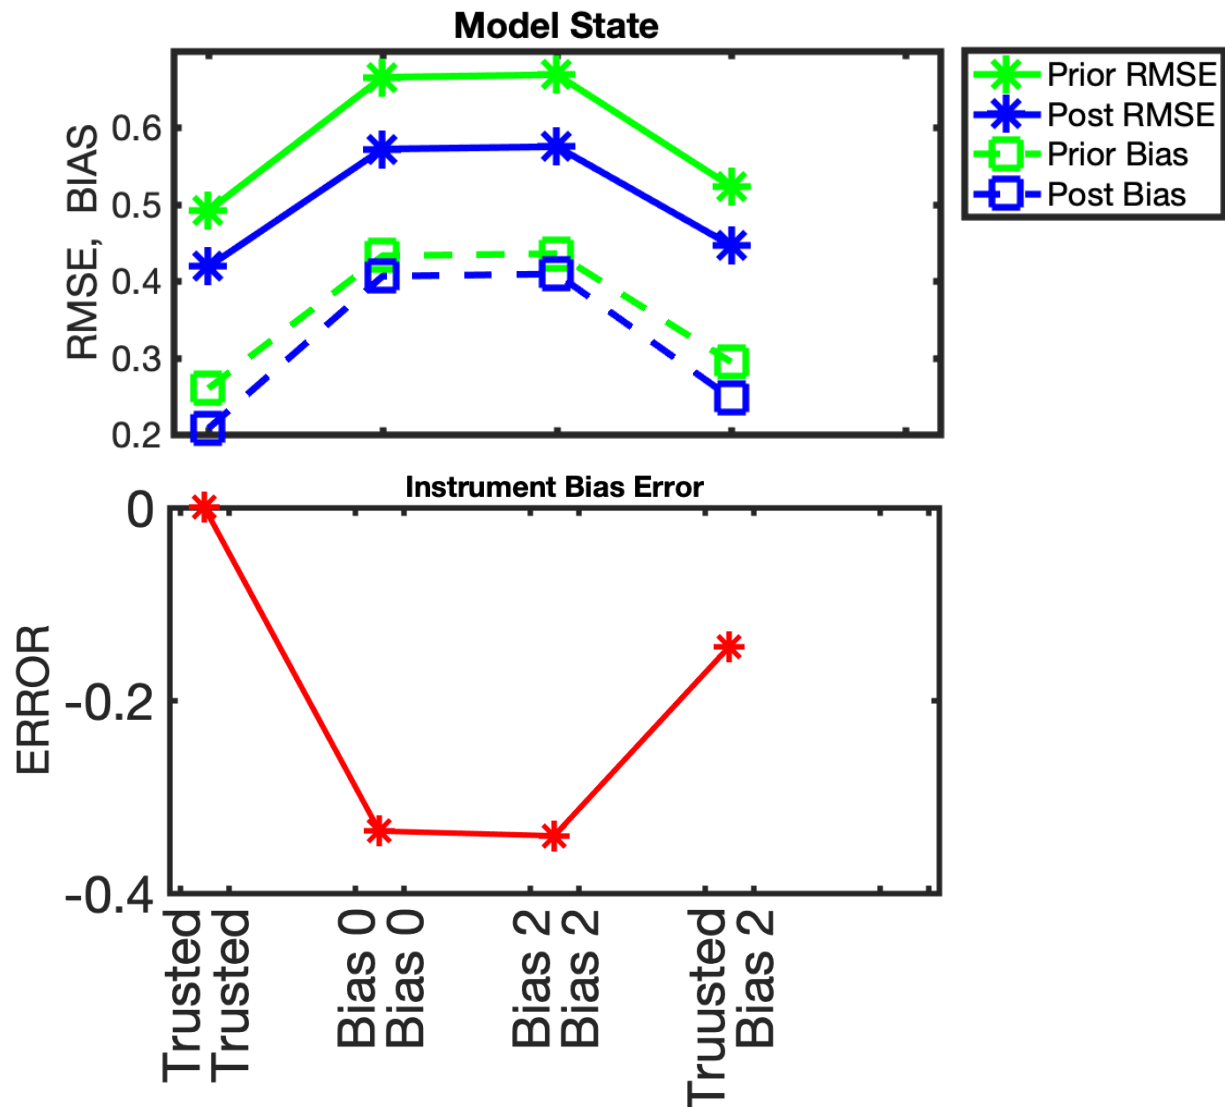 Model State
Prior RMSE
Post RMSE
Prior Bias
Post Bias
RMSE, BIAS
0.6
0.5
0.4
0.3
0.2
Instrument Bias Error
ERROR
0
-0.2
-0.4
Trusted
Trusted
Bias 0
Bias 0
Bias 2
Bias 2
Truusted
Bias 2